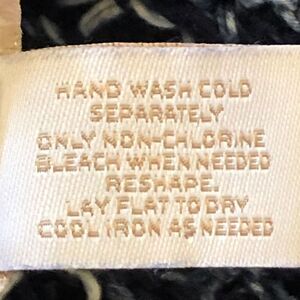 HAND WASH COLD
SEPARATELY
ONLY NON-CHLORINE
BLEACH WHEN NEEDED
RESHAPE.
LAY FLAT TO DRY
COOL IRON AS NEEDED